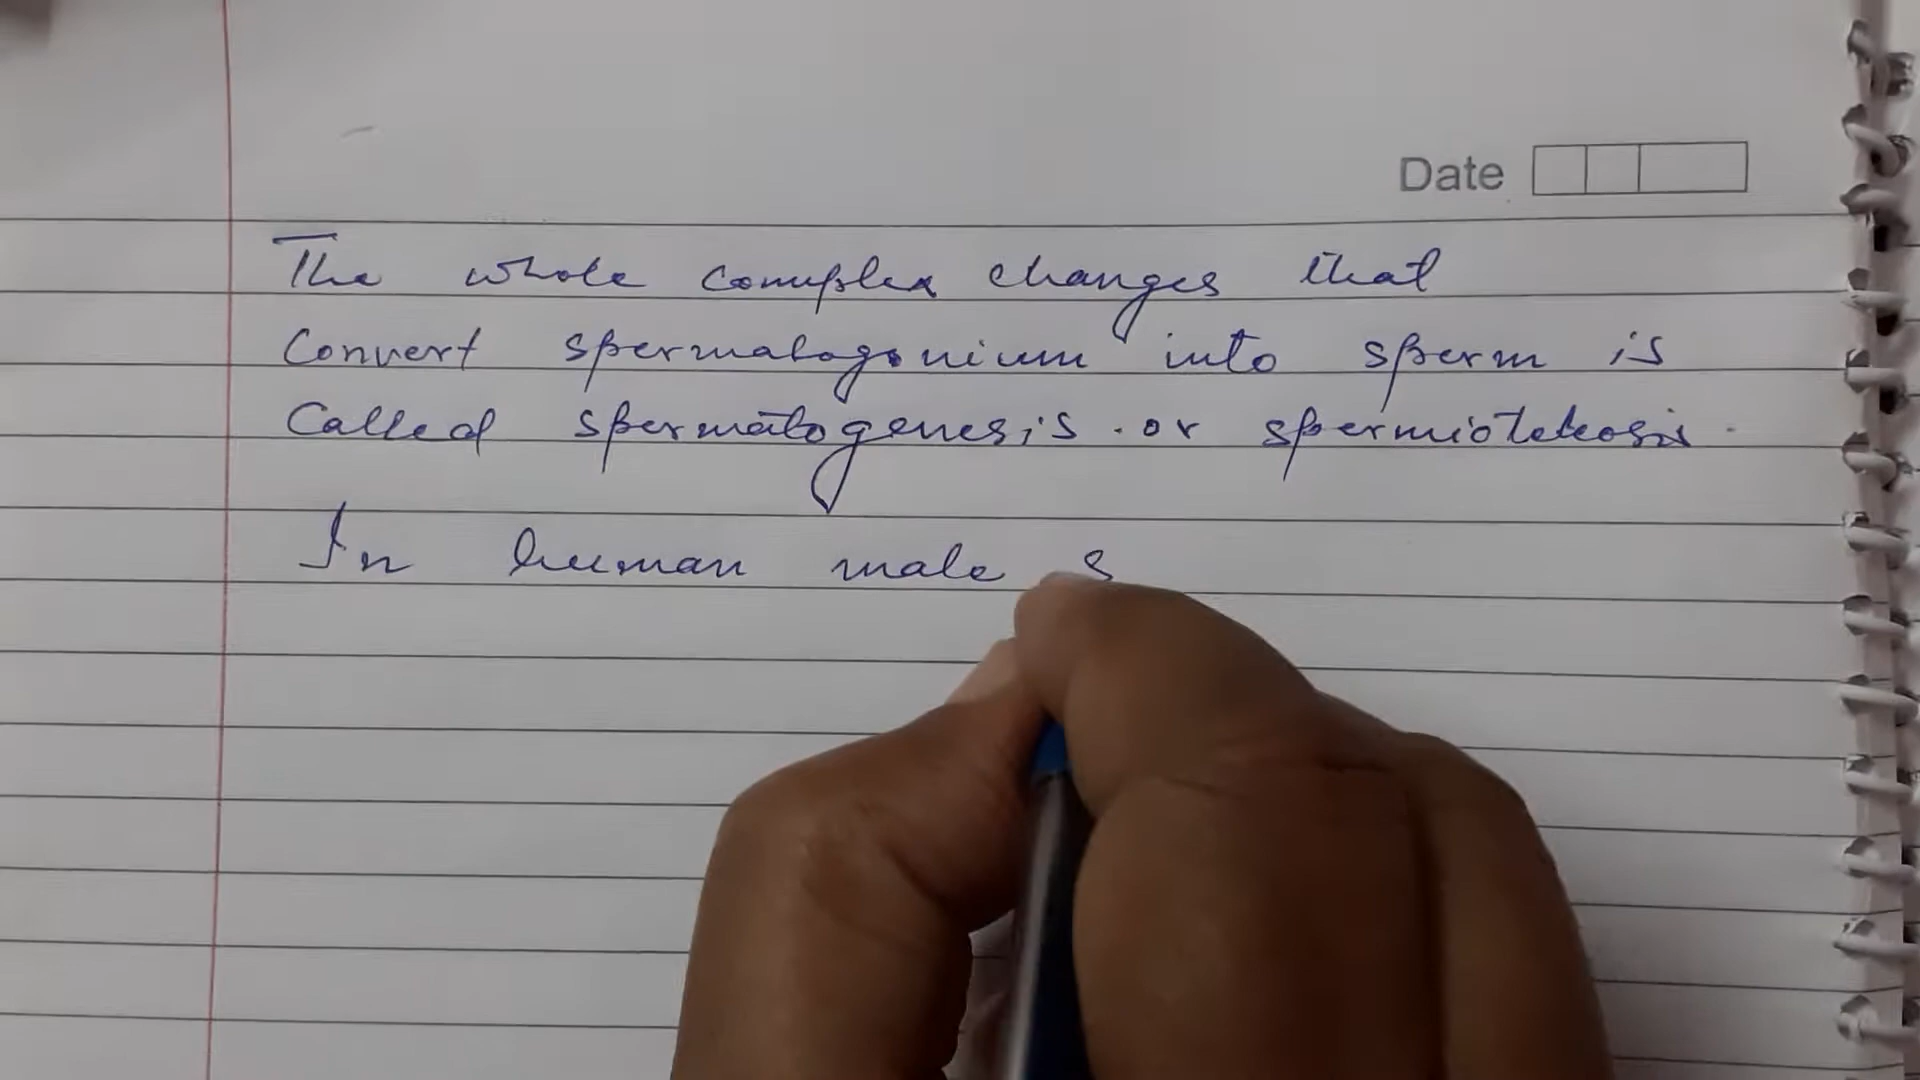 Date
The whole complex changes that
convert spermatogonium into sperm is
called spermatogenesis. or spermioteleosis.
In human male s